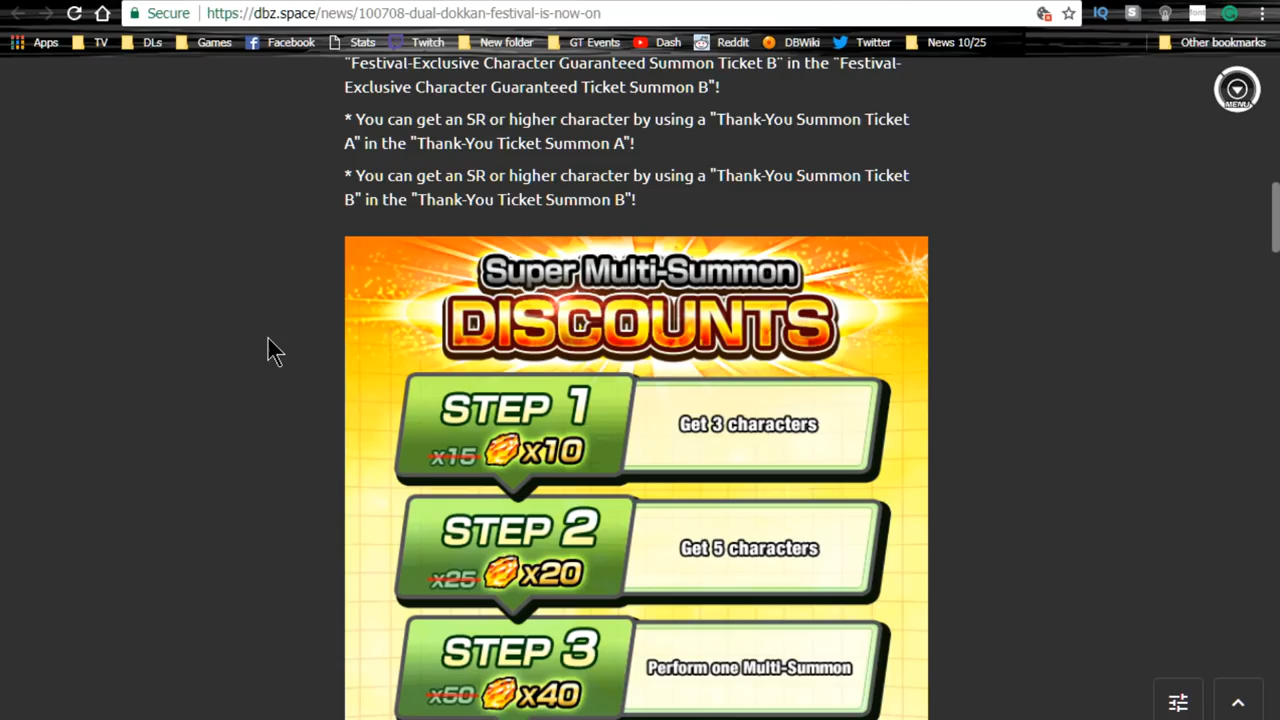 Secure https://dbz.space/news/100708-dual-dokkan-festival-is-now-on IQ S font
Apps TV DLs Games Facebook Stats Twitch New folder GT Events Dash Reddit DBWiki Twitter News 10/25 Other bookmarks
"Festival-Exclusive Character Guaranteed Summon Ticket B" in the "Festival-
Exclusive Character Guaranteed Ticket Summon B"!
MENU
* You can get an SR or higher character by using a "Thank-You Summon Ticket
A" in the "Thank-You Ticket Summon A"!
* You can get an SR or higher character by using a "Thank-You Summon Ticket
B" in the "Thank-You Ticket Summon B"!
Super Multi-Summon
DISCOUNTS
STEP 1
x15 x10
Get 3 characters
STEP 2
x25 x20
Get 5 characters
STEP 3
x50 x40
Perform one Multi-Summon